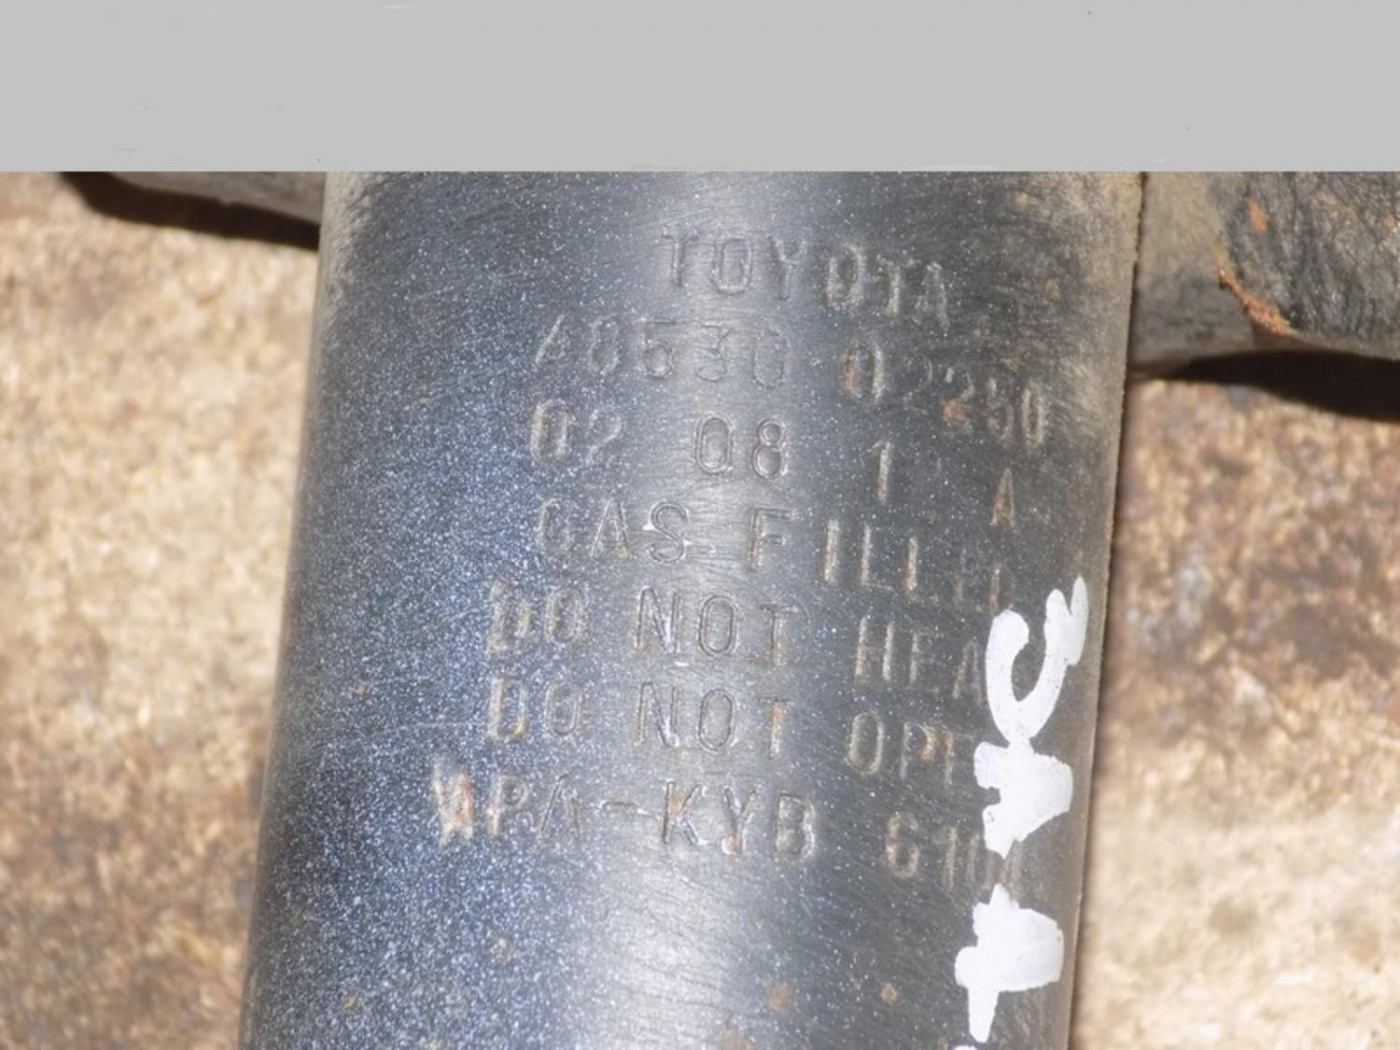 TOYOTA
48530 02250
02 08 1 A
GAS FILLED
DO NOT HEA
DO NOT OPE
KYB